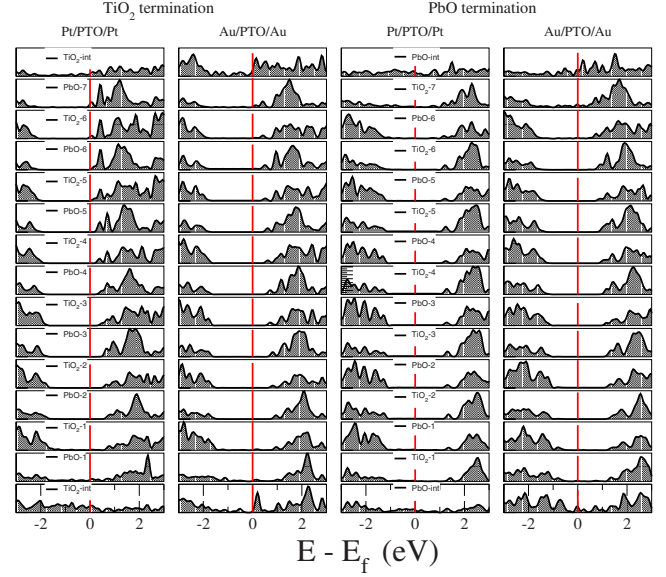 TiO2 termination PbO termination
Pt/PTO/Pt Au/PTO/Au Pt/PTO/Pt Au/PTO/Au
TiO2-int PbO-int
PbO-7 TiO2-7
TiO2-6 PbO-6
PbO-6 TiO2-6
TiO2-5 PbO-5
PbO-5 TiO2-5
TiO2-4 PbO-4
PbO-4 TiO2-4
TiO2-3 PbO-3
PbO-3 TiO2-3
TiO2-2 PbO-2
PbO-2 TiO2-2
TiO2-1 PbO-1
PbO-1 TiO2-1
TiO2-int PbO-int
-2 0 2 -2 0 2 -2 0 2 -2 0 2
E - Ef (eV)